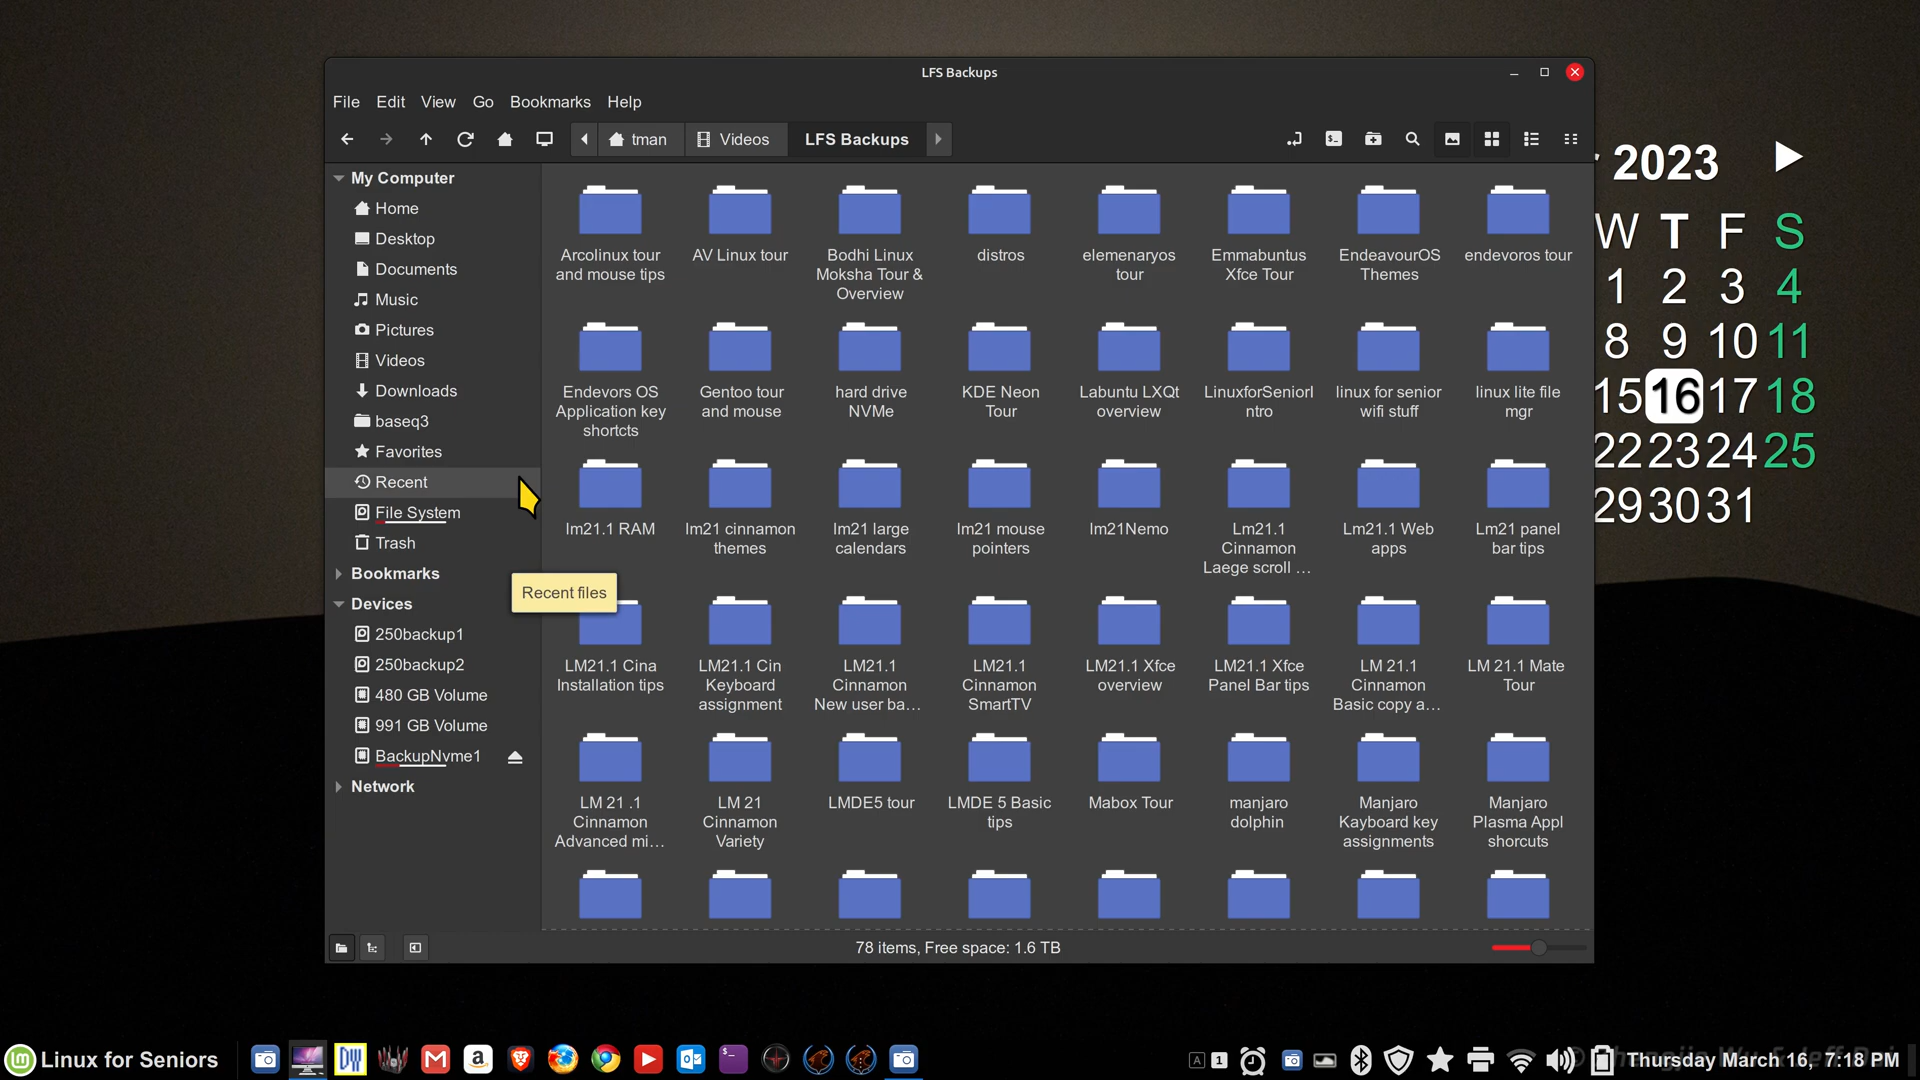 LFS Backups
File Edit View Go Bookmarks Help
tman Videos LFS Backups
My Computer
Home
Desktop
Documents
Music
Pictures
Videos
Downloads
baseq3
Favorites
Recent
File System
Trash
Bookmarks
Devices
250backup1
250backup2
480 GB Volume
991 GB Volume
BackupNvme1
Network
Recent files
Arcolinux tour
and mouse tips
AV Linux tour
Bodhi Linux
Moksha Tour &
Overview
distros
elemenaryos
tour
Emmabuntus
Xfce Tour
EndeavourOS
Themes
endevoros tour
Endevors OS
Application key
shortcts
Gentoo tour
and mouse
hard drive
NVMe
KDE Neon
Tour
Labuntu LXQt
overview
LinuxforSeniorI
ntro
linux for senior
wifi stuff
linux lite file
mgr
lm21.1 RAM
lm21 cinnamon
themes
lm21 large
calendars
lm21 mouse
pointers
lm21Nemo
Lm21.1
Cinnamon
Laege scroll ...
Lm21.1 Web
apps
Lm21 panel
bar tips
LM21.1 Cina
Installation tips
LM21.1 Cin
Keyboard
assignment
LM21.1
Cinnamon
New user ba...
LM21.1
Cinnamon
SmartTV
LM21.1 Xfce
overview
LM21.1 Xfce
Panel Bar tips
LM 21.1
Cinnamon
Basic copy a...
LM 21.1 Mate
Tour
LM 21 .1
Cinnamon
Advanced mi...
LM 21
Cinnamon
Variety
LMDE5 tour
LMDE 5 Basic
tips
Mabox Tour
manjaro
dolphin
Manjaro
Kayboard key
assignments
Manjaro
Plasma Appl
shorcuts
78 items, Free space: 1.6 TB
2023
W T F S
1 2 3 4
8 9 10 11
15 16 17 18
22 23 24 25
29 30 31
Linux for Seniors
DW
A 1
Thursday March 16, 7:18 PM